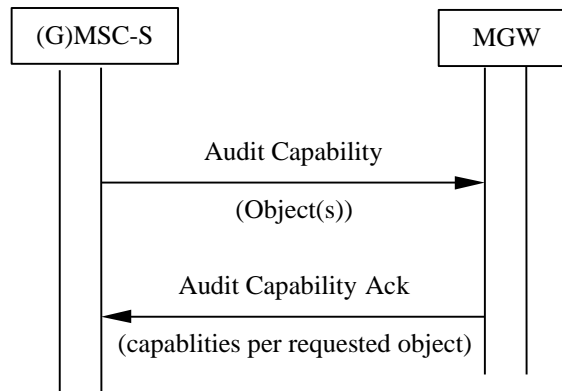 (G)MSC-S
MGW
Audit Capability
(Object(s))
Audit Capability Ack
(capablities per requested object)